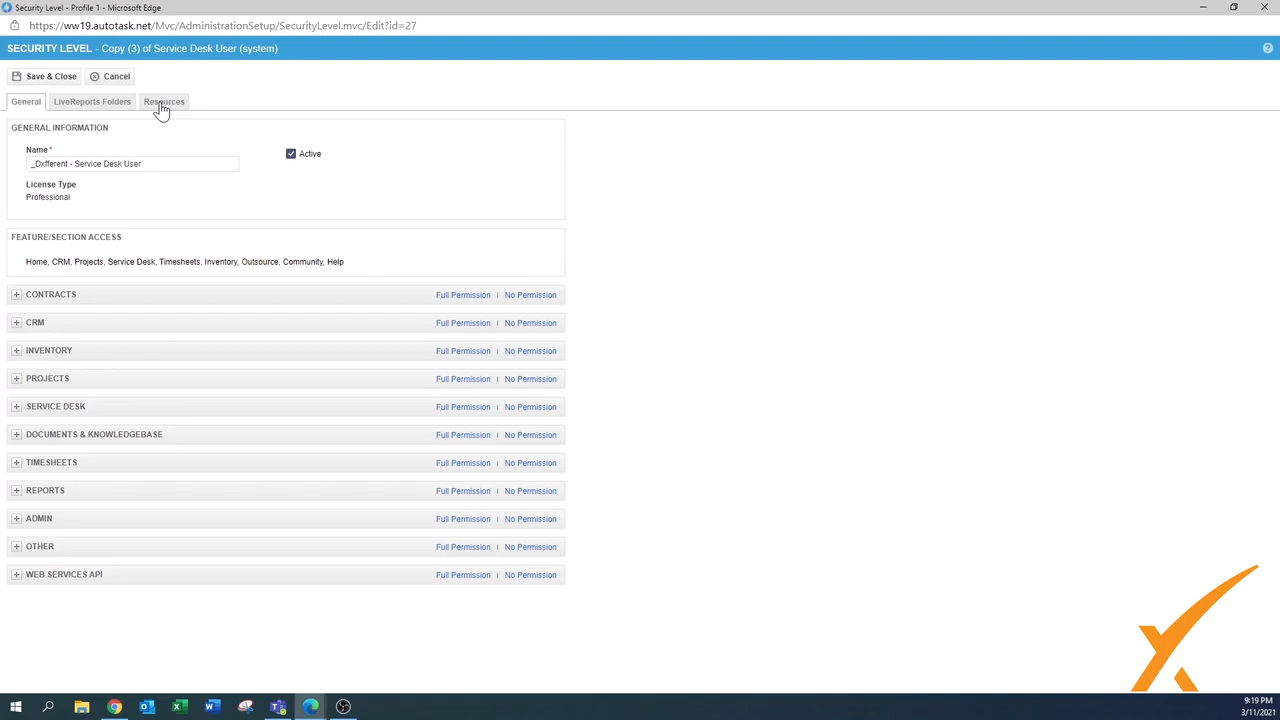 Security Level - Profile 1 - Microsoft Edge
https://ww19.autotask.net/Mvc/AdministrationSetup/SecurityLevel.mvc/Edit?id=27
SECURITY LEVEL - Copy (3) of Service Desk User (system)
Save & Close Cancel
General LiveReports Folders Resources
GENERAL INFORMATION
Name *
Active
_Dxfferent - Service Desk User
License Type
Professional
FEATURE/SECTION ACCESS
Home, CRM, Projects, Service Desk, Timesheets, Inventory, Outsource, Community, Help
CONTRACTS Full Permission | No Permission
CRM Full Permission | No Permission
INVENTORY Full Permission | No Permission
PROJECTS Full Permission | No Permission
SERVICE DESK Full Permission | No Permission
DOCUMENTS & KNOWLEDGEBASE Full Permission | No Permission
TIMESHEETS Full Permission | No Permission
REPORTS Full Permission | No Permission
ADMIN Full Permission | No Permission
OTHER Full Permission | No Permission
WEB SERVICES API Full Permission | No Permission
9:19 PM
3/11/2021